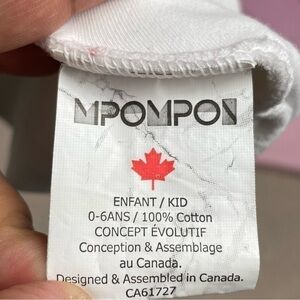 MPOMPON
ENFANT / KID
0-6ANS / 100% Cotton
CONCEPT ÉVOLUTIF
Conception & Assemblage
au Canada.
Designed & Assembled in Canada.
CA61727